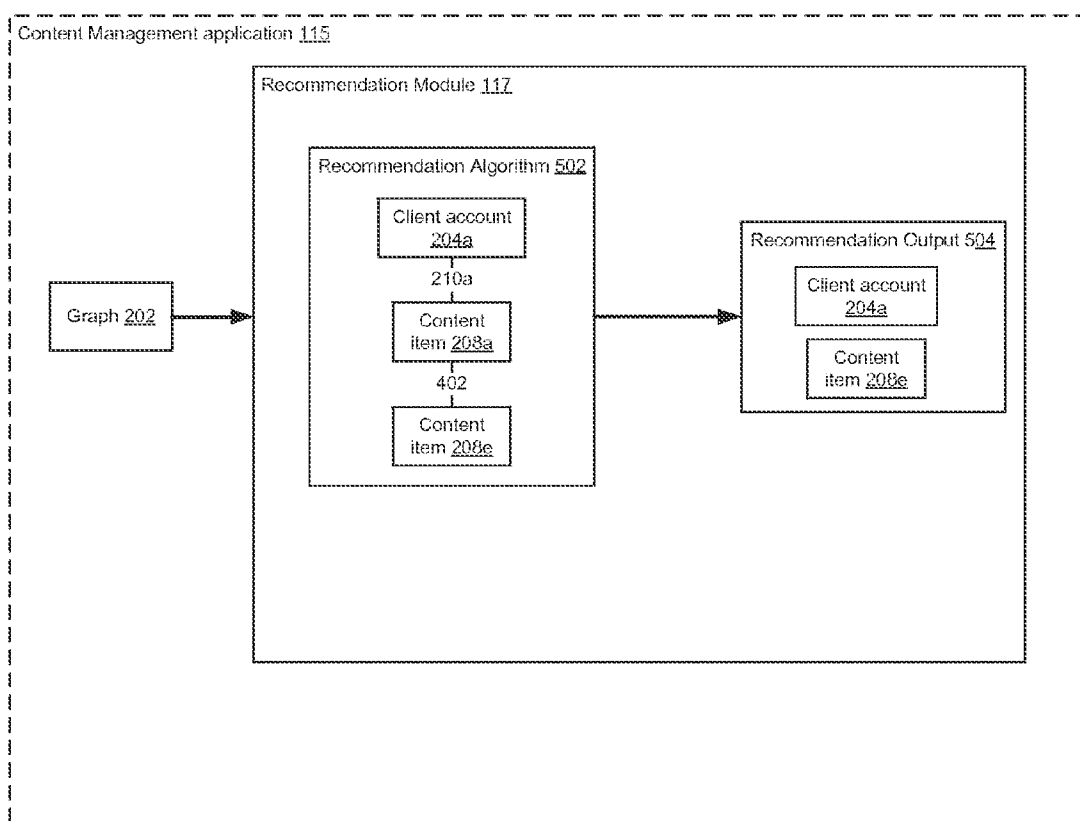 Content Management application 115
Recommendation Module 117
Recommendation Algorithm 502
Client account
204a
210a
Content
item 208a
402
Content
item 208e
Graph 202
Recommendation Output 504
Client account
204a
Content
item 208e